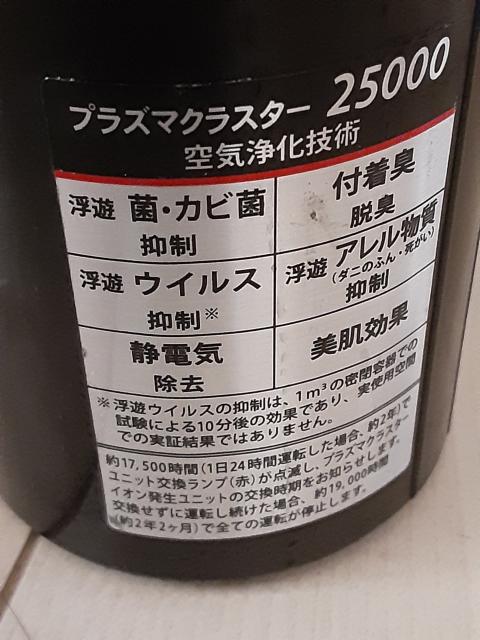 プラズマクラスター 25000
空気浄化技術
浮遊 菌・カビ菌
抑制
付着臭
脱臭
浮遊 ウイルス
抑制※
浮遊 アレル物質
(ダニのふん・死がい)
抑制
静電気
除去
美肌効果
※浮遊ウイルスの抑制は、1m³の密閉容器での
試験による10分後の効果であり、実使用空間
での実証結果ではありません。
約17,500時間(1日24時間運転した場合、約2年)で
ユニット交換ランプ(赤)が点滅し、プラズマクラスター
イオン発生ユニットの交換時期をお知らせします。
交換せずに運転し続けた場合、約19,000時間
(約2年2ヶ月)で全ての運転が停止します。